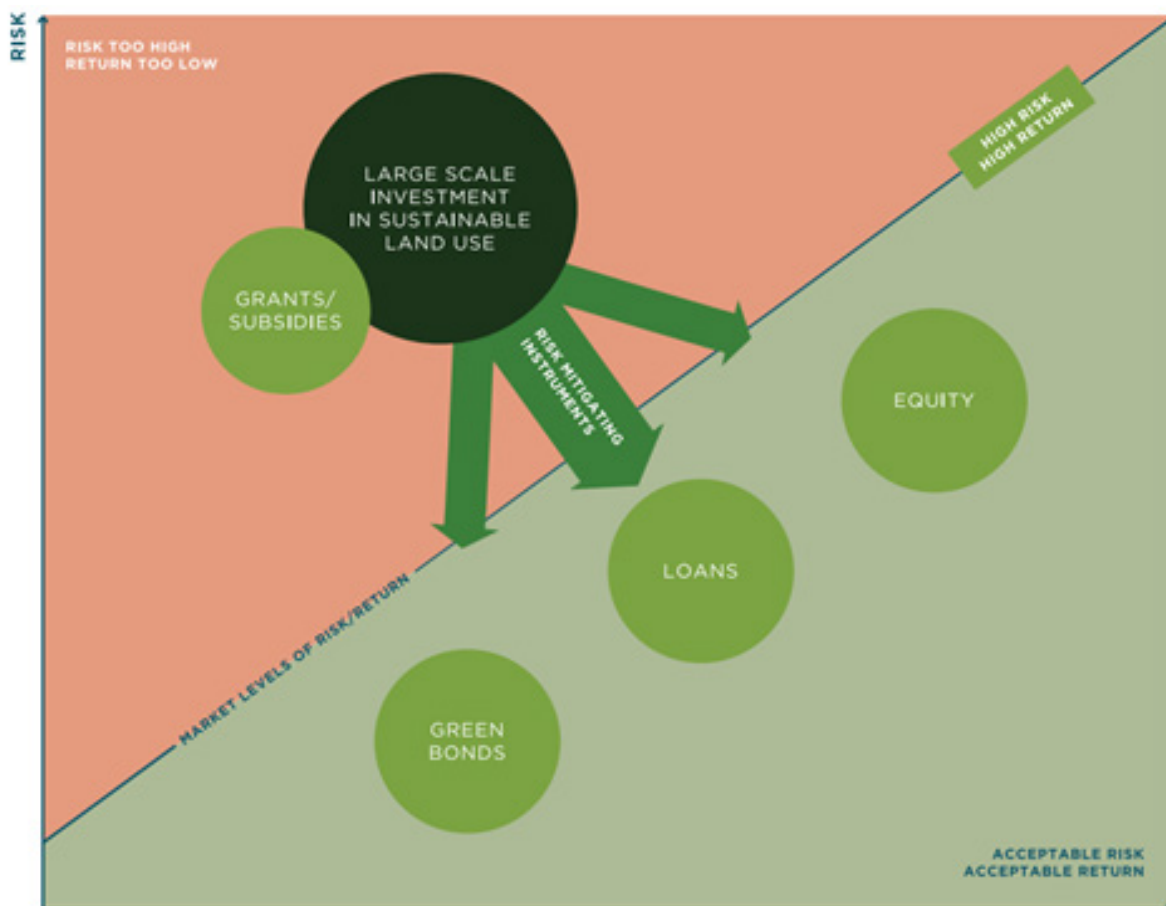 RISK
RISK TOO HIGH
RETURN TOO LOW
HIGH RISK
HIGH RETURN
LARGE SCALE
INVESTMENT
IN SUSTAINABLE
LAND USE
GRANTS/
SUBSIDIES
RISK MITIGATING
INSTRUMENTS
EQUITY
LOANS
MARKET LEVELS OF RISK/RETURN
GREEN
BONDS
ACCEPTABLE RISK
ACCEPTABLE RETURN